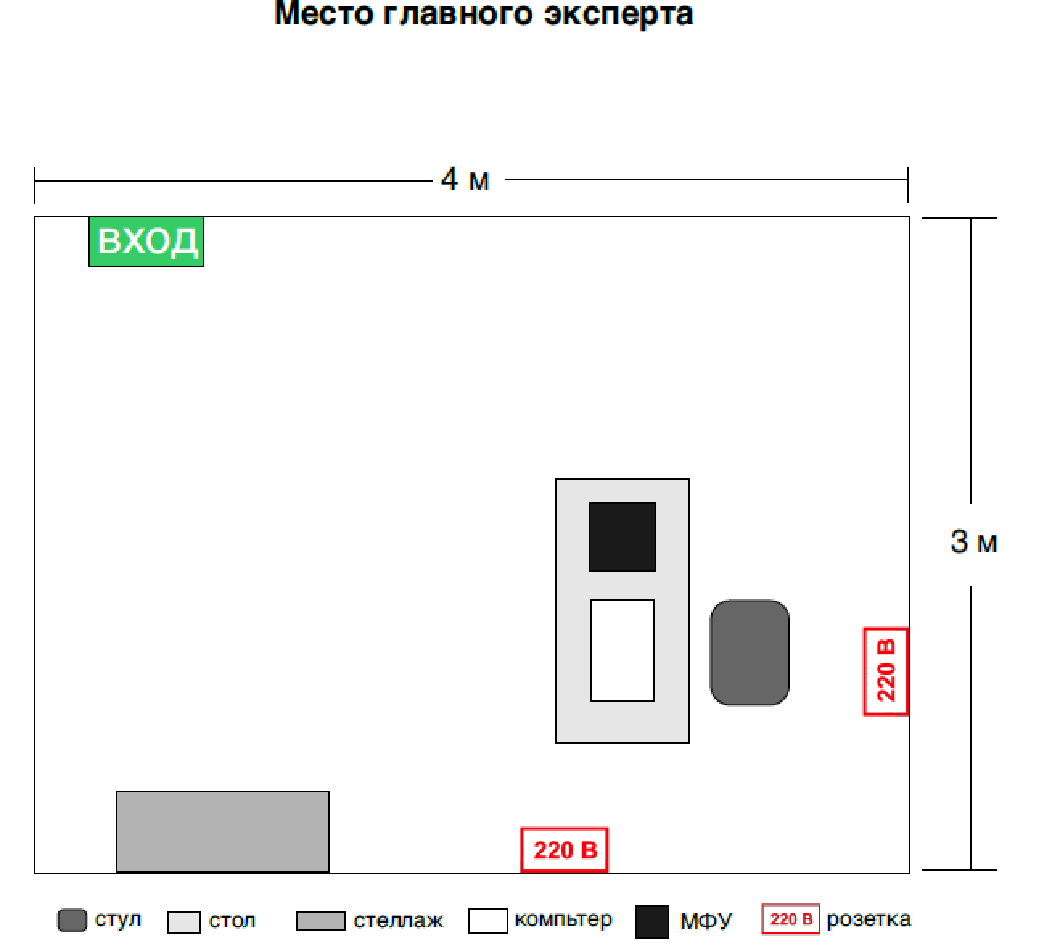 Место главного эксперта
4 м
ВХОД
3 м
220 В
220 В
стул стол стеллаж компьтер МФУ 220 В розетка